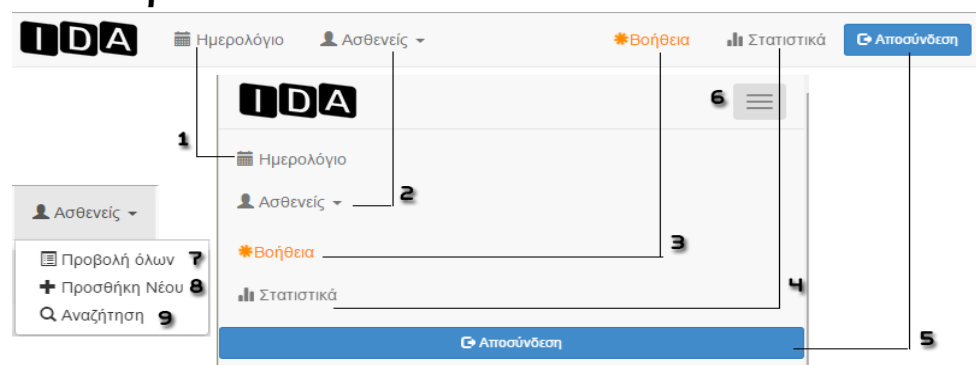 IDA Ημερολόγιο Ασθενείς Βοήθεια Στατιστικά Αποσύνδεση
IDA 6
1
Ημερολόγιο
Ασθενείς 2
Ασθενείς
Βοήθεια 3
Προβολή όλων 7
Προσθήκη Νέου 8
Στατιστικά 4
Αναζήτηση 9
Αποσύνδεση 5